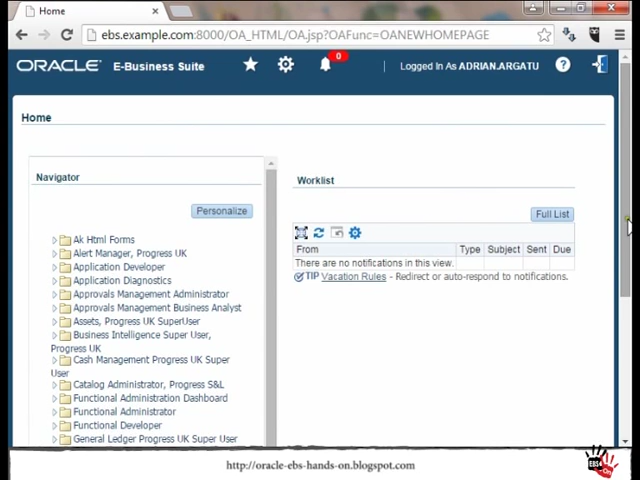 Home
ebs.example.com:8000/OA_HTML/OA.jsp?OAFunc=OANEWHOMEPAGE
ORACLE E-Business Suite
0
Logged In As ADRIAN.ARGATU
Home
Navigator
Personalize
Ak Html Forms
Alert Manager, Progress UK
Application Developer
Application Diagnostics
Approvals Management Administrator
Approvals Management Business Analyst
Assets, Progress UK SuperUser
Business Intelligence Super User,
Progress UK
Cash Management Progress UK Super
User
Catalog Administrator, Progress S&L
Functional Administration Dashboard
Functional Administrator
Functional Developer
General Ledger Progress UK Super User
Worklist
Full List
From Type Subject Sent Due
There are no notifications in this view.
TIP Vacation Rules - Redirect or auto-respond to notifications.
http://oracle-ebs-hands-on.blogspot.com